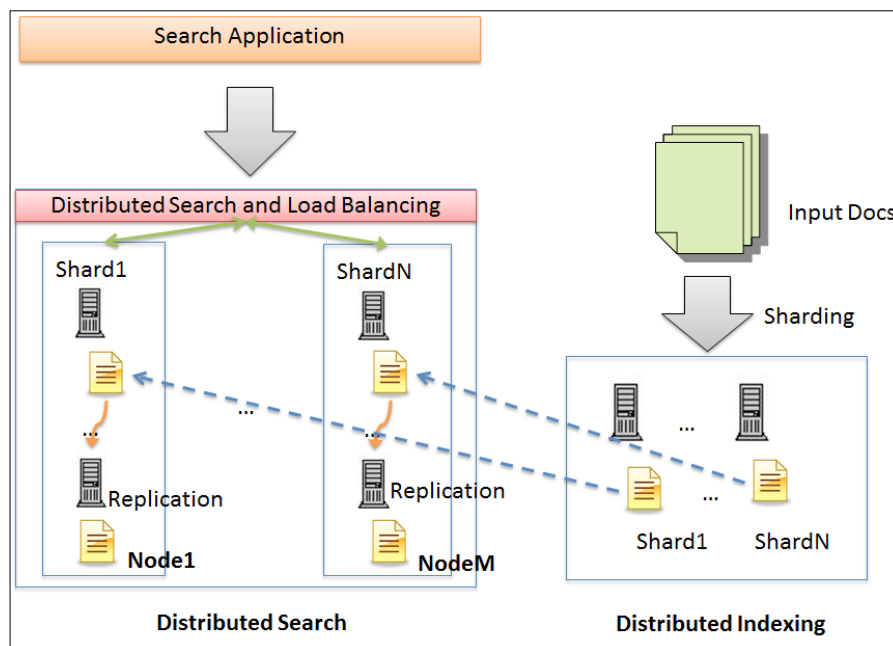 Search Application
Distributed Search and Load Balancing
Shard1
ShardN
...
...
...
Replication
Replication
Node1
NodeM
Distributed Search
Input Docs
Sharding
...
...
Shard1
ShardN
Distributed Indexing